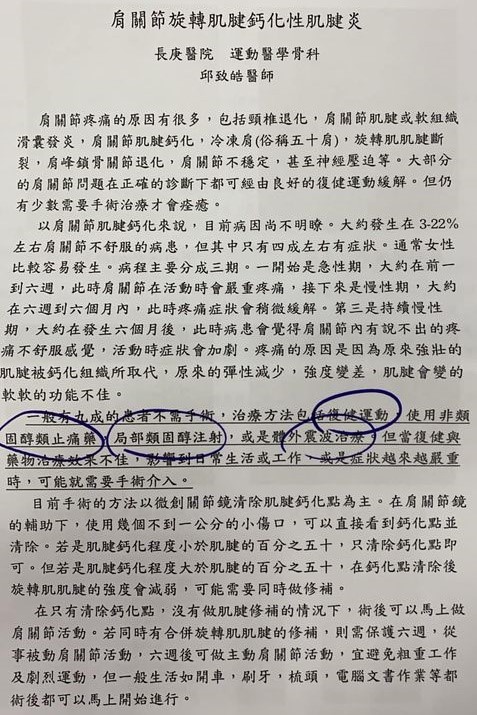 肩關節旋轉肌腱鈣化性肌腱炎
長庚醫院 運動醫學骨科
邱致皓醫師
肩關節疼痛的原因有很多，包括頸椎退化，肩關節肌腱或軟組織
滑囊發炎，肩關節肌腱鈣化，冷凍肩(俗稱五十肩)，旋轉肌肌腱斷
裂，肩峰鎖骨關節退化，肩關節不穩定，甚至神經壓迫等。大部分
的肩關節問題在正確的診斷下都可經由良好的復健運動緩解。但仍
有少數需要手術治療才會痊癒。
以肩關節肌腱鈣化來說，目前病因尚不明瞭。大約發生在 3-22%
左右肩關節不舒服的病患，但其中只有四成左右有症狀。通常女性
比較容易發生。病程主要分成三期。一開始是急性期，大約在前一
到六週，此時肩關節在活動時會嚴重疼痛，接下來是慢性期，大約
在六週到六個月內，此時疼痛症狀會稍微緩解。第三是持續慢性
期，大約在發生六個月後，此時病患會覺得肩關節內有說不出的疼
痛不舒服感覺，活動時症狀會加劇。疼痛的原因是因為原來強壯的
肌腱被鈣化組織所取代，原來的彈性減少，強度變差，肌腱會變的
軟軟的功能不佳。
一般有九成的患者不需手術，治療方法包括復健運動，使用非類
固醇類止痛藥，局部類固醇注射，或是體外震波治療。但當復健與
藥物治療效果不佳，影響到日常生活或工作，或是症狀越來越嚴重
時，可能就需要手術介入。
目前手術的方法以微創關節鏡清除肌腱鈣化點為主。在肩關節鏡
的輔助下，使用幾個不到一公分的小傷口，可以直接看到鈣化點並
清除。若是肌腱鈣化程度小於肌腱的百分之五十，只清除鈣化點即
可。但若是肌腱鈣化程度大於肌腱的百分之五十，在鈣化點清除後
旋轉肌肌腱的強度會減弱，可能需要同時做修補。
在只有清除鈣化點，沒有做肌腱修補的情況下，術後可以馬上做
肩關節活動。若同時有合併旋轉肌肌腱的修補，則需保護六週，從
事被動肩關節活動，六週後可做主動肩關節活動，宜避免粗重工作
及劇烈運動，但一般生活如開車，刷牙，梳頭，電腦文書作業等都
術後都可以馬上開始進行。